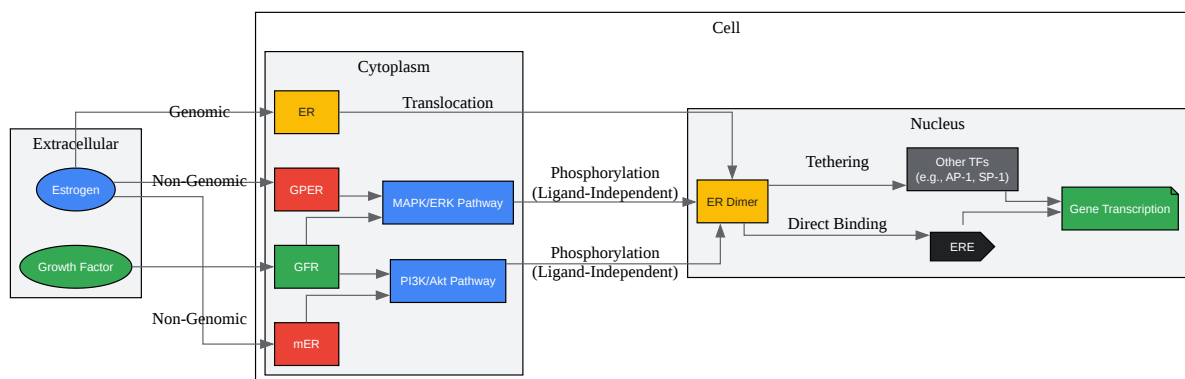 Cell
Cytoplasm
ER
Translocation
Genomic
Nucleus
Extracellular
Estrogen
Non-Genomic
GPER
MAPK/ERK Pathway
Phosphorylation
(Ligand-Independent)
ER Dimer
Tethering
Other TFs
(e.g., AP-1, SP-1)
Gene Transcription
Direct Binding
ERE
Growth Factor
GFR
PI3K/Akt Pathway
Phosphorylation
(Ligand-Independent)
Non-Genomic
mER